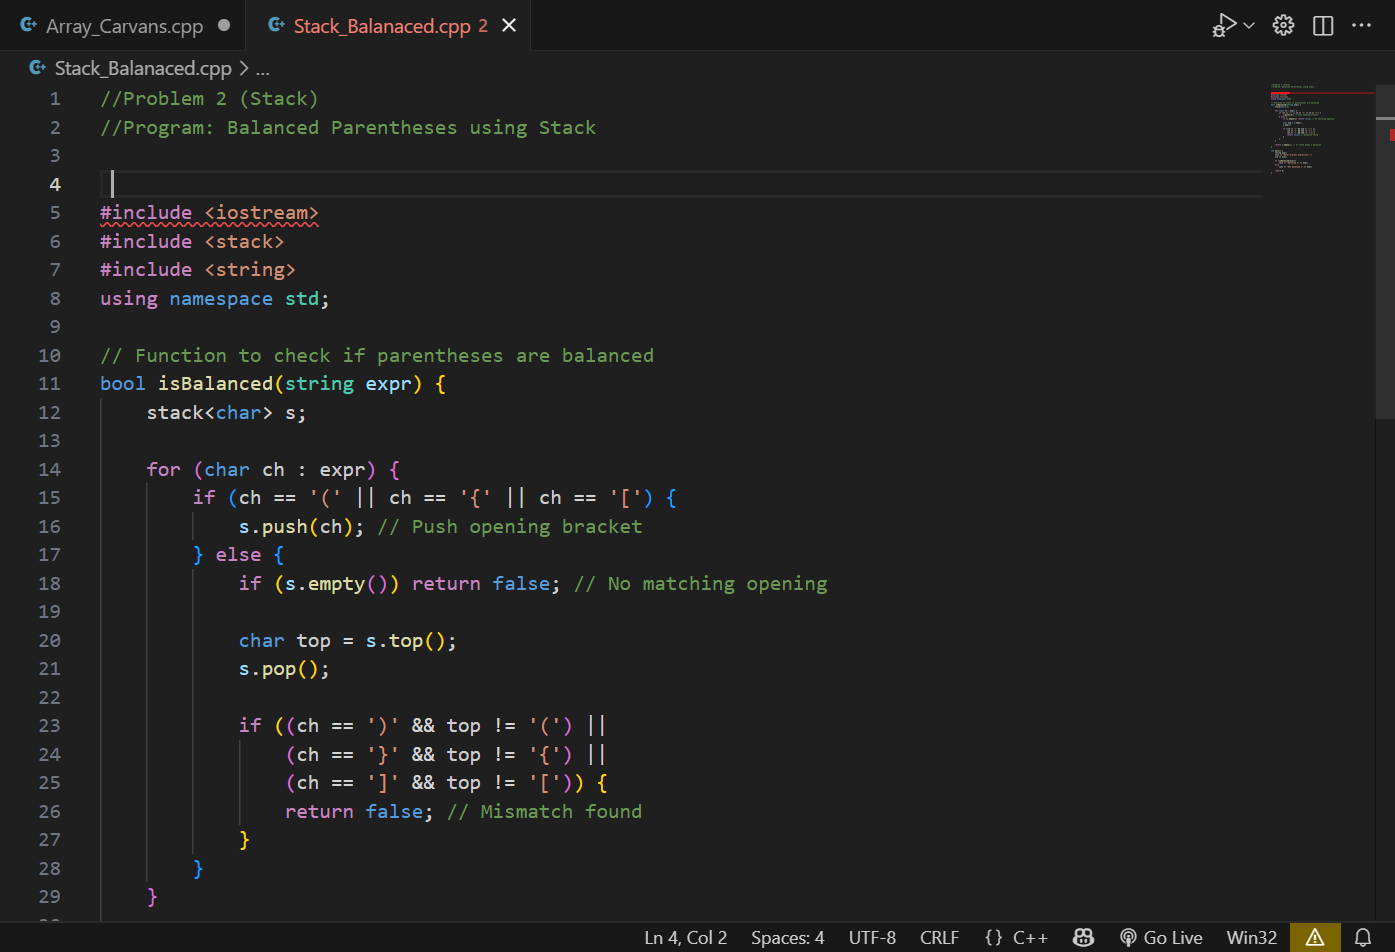 Array_Carvans.cpp
Stack_Balanaced.cpp 2
Stack_Balanaced.cpp > ...
1 //Problem 2 (Stack)
2 //Program: Balanced Parentheses using Stack
3
4
5 #include <iostream>
6 #include <stack>
7 #include <string>
8 using namespace std;
9
10 // Function to check if parentheses are balanced
11 bool isBalanced(string expr) {
12     stack<char> s;
13
14     for (char ch : expr) {
15         if (ch == '(' || ch == '{' || ch == '[') {
16             s.push(ch); // Push opening bracket
17         } else {
18             if (s.empty()) return false; // No matching opening
19
20             char top = s.top();
21             s.pop();
22
23             if ((ch == ')' && top != '(') ||
24                 (ch == '}' && top != '{') ||
25                 (ch == ']' && top != '[')) {
26                 return false; // Mismatch found
27             }
28         }
29     }
Ln 4, Col 2 Spaces: 4 UTF-8 CRLF {} C++ Go Live Win32